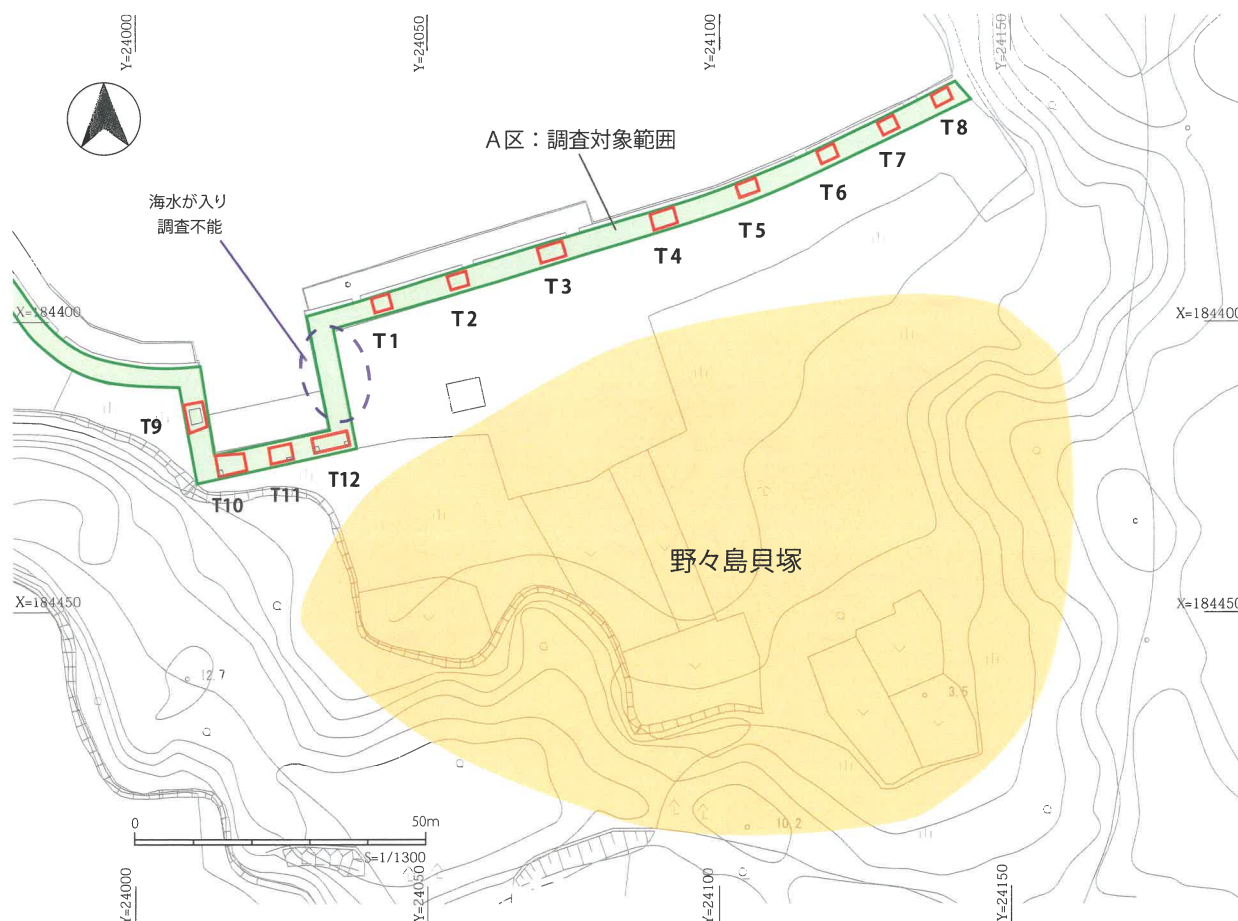 Y=24000
Y=24050
Y=24100
Y=24150
A区：調査対象範囲
T8
T7
T6
T5
T4
T3
T2
T1
海水が入り
調査不能
X=184400
X=184400
T9
T10
T11
T12
野々島貝塚
X=184450
X=184450
12.7
3.5
10.2
0
50m
S=1/1300
Y=24000
Y=24050
Y=24100
Y=24150